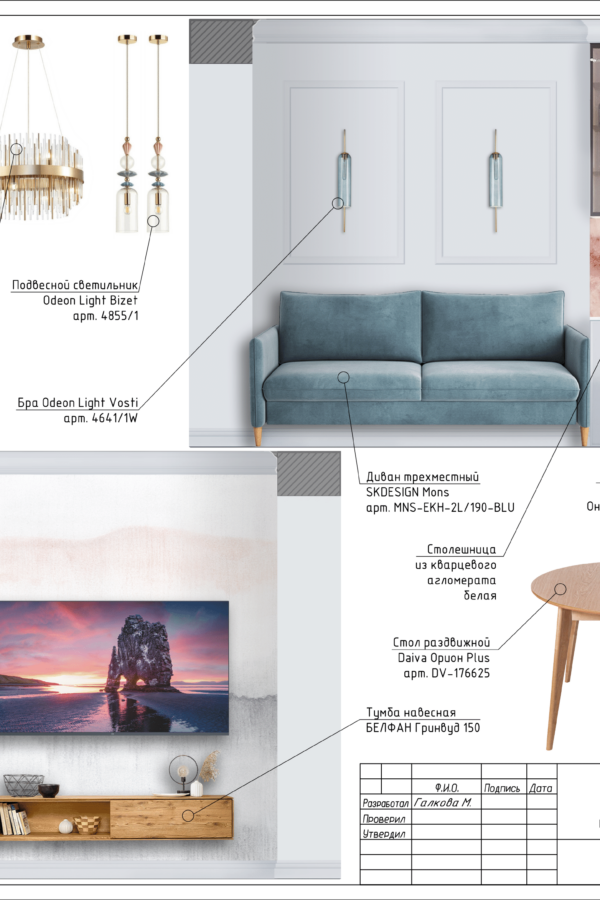 Подвесной светильник
Odeon Light Bizet
арт. 4855/1
Бра Odeon Light Vosti
арт. 4641/1W
Диван трехместный
SKDESIGN Mons
арт. MNS-EKH-2L/190-BLU
Он
Столешница
из кварцевого
агломерата
белая
Стол раздвижной
Daiva Орион Plus
арт. DV-176625
Тумба навесная
БЕЛФАН Гринвуд 150
Ф.И.О. Подпись Дата
Разработал Галкова М.
Проверил
Утвердил